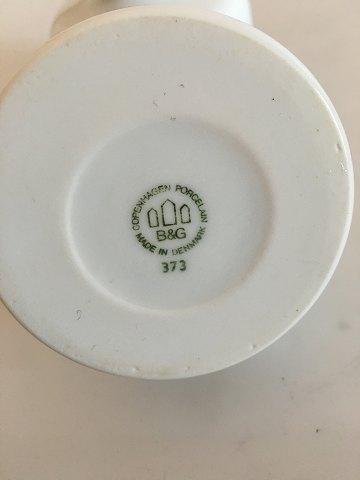 COPENHAGEN PORCELAIN
B&G
MADE IN DENMARK
373